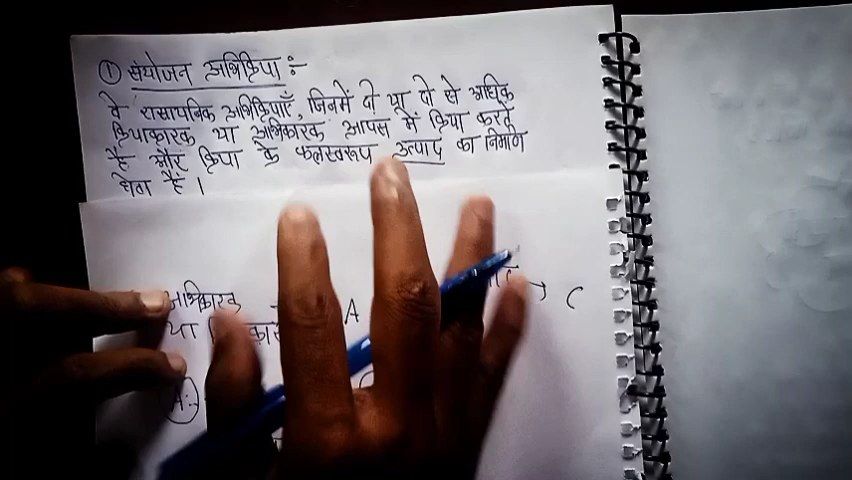 ① संयोजन अभिक्रिया :-
वे रासायनिक अभिक्रियाएँ, जिनमें दो या दो से अधिक
क्रियाकारक या अभिकारक आपस में क्रिया करते
है और क्रिया के फलस्वरूप उत्पाद का निर्माण
होता है ।
अभिकारक
या A → C
A:-